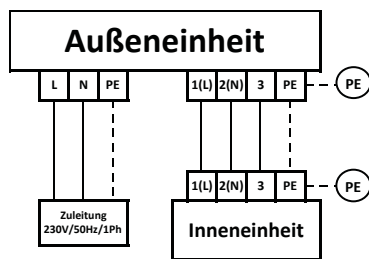 Außeneinheit
L N PE 1(L) 2(N) 3 PE PE
1(L) 2(N) 3 PE PE
Zuleitung
230V/50Hz/1Ph
Inneneinheit